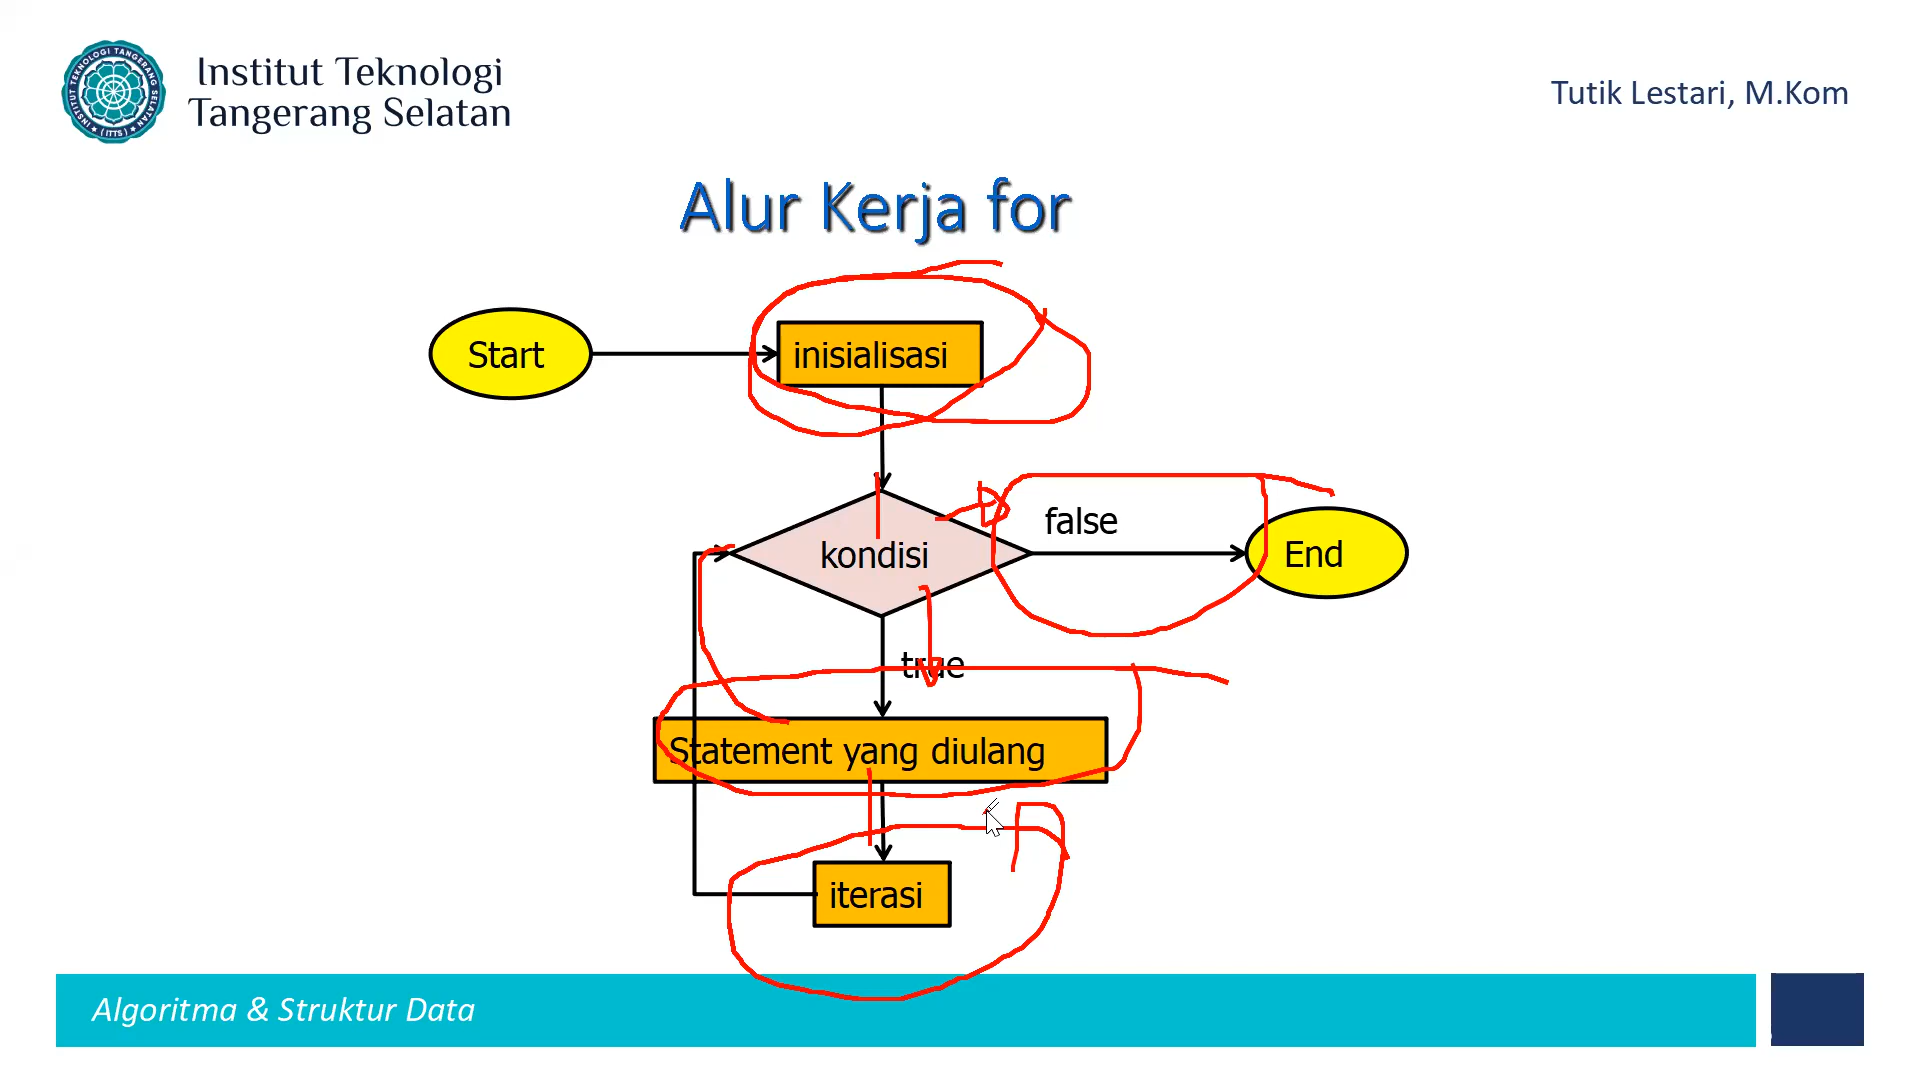 Institut Teknologi
Tangerang Selatan
INSTITUT TEKNOLOGI TANGERANG SELATAN
( ITTS )
Tutik Lestari, M.Kom
Alur Kerja for
Start
inisialisasi
kondisi
false
End
true
Statement yang diulang
iterasi
Algoritma & Struktur Data